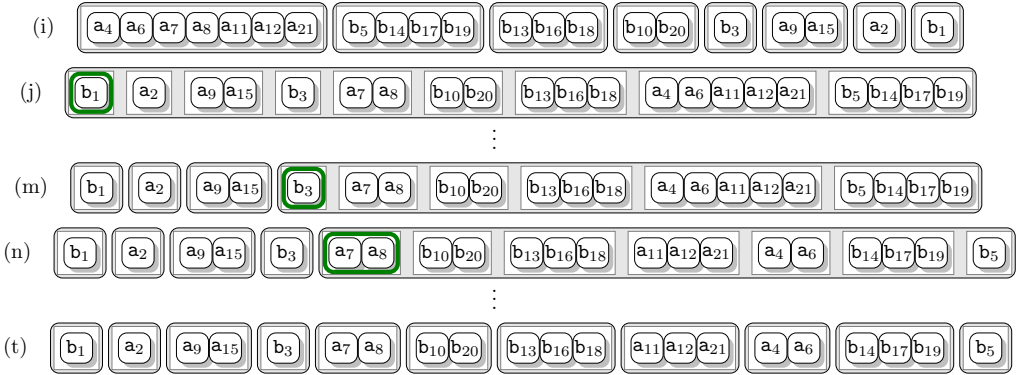 (i) a4 a6 a7 a8 a11 a12 a21 b5 b14 b17 b19 b13 b16 b18 b10 b20 b3 a9 a15 a2 b1
(j) b1 a2 a9 a15 b3 a7 a8 b10 b20 b13 b16 b18 a4 a6 a11 a12 a21 b5 b14 b17 b19
⋮
(m) b1 a2 a9 a15 b3 a7 a8 b10 b20 b13 b16 b18 a4 a6 a11 a12 a21 b5 b14 b17 b19
(n) b1 a2 a9 a15 b3 a7 a8 b10 b20 b13 b16 b18 a11 a12 a21 a4 a6 b14 b17 b19 b5
⋮
(t) b1 a2 a9 a15 b3 a7 a8 b10 b20 b13 b16 b18 a11 a12 a21 a4 a6 b14 b17 b19 b5